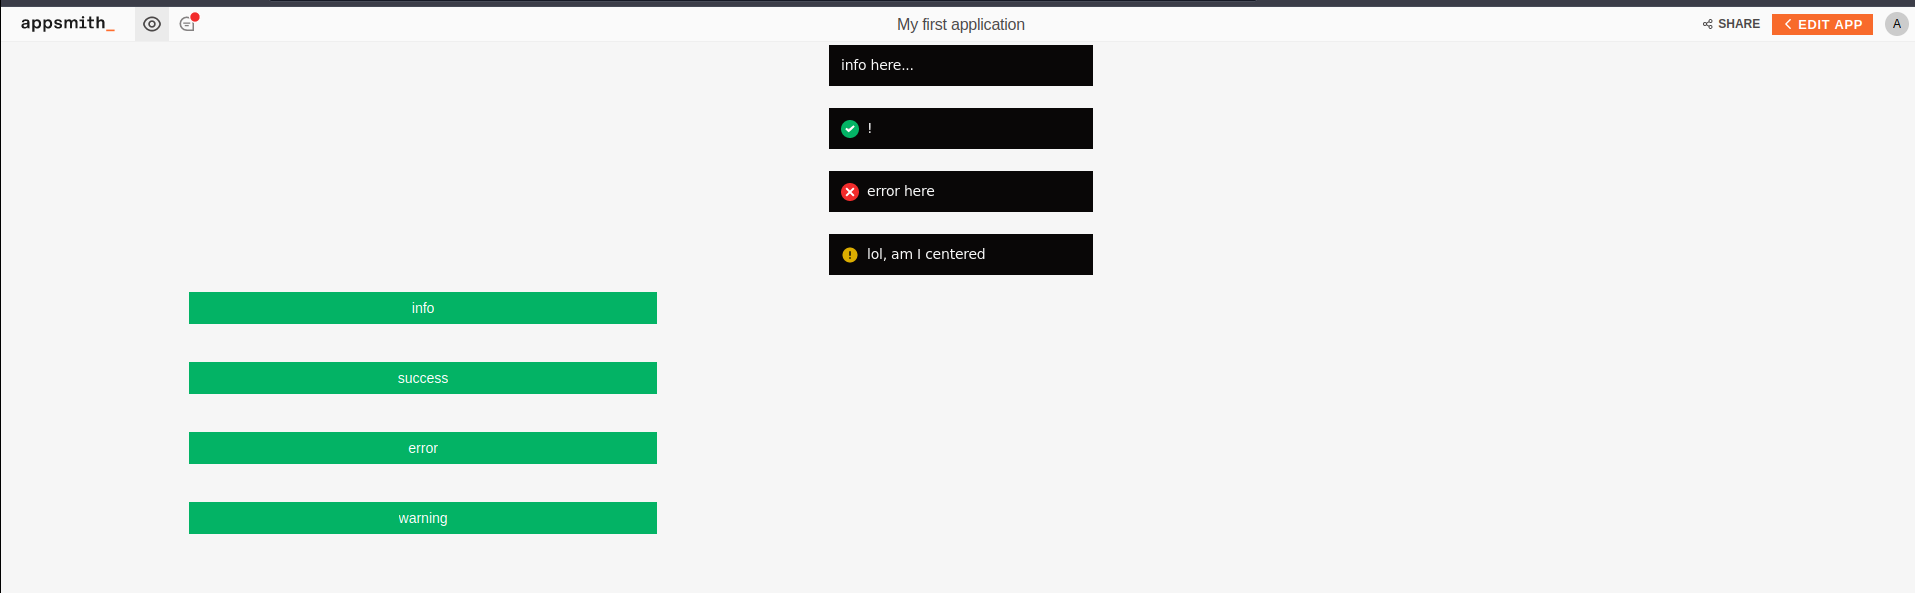 appsmith_
My first application
SHARE
EDIT APP
A
info here...
!
error here
lol, am I centered
info
success
error
warning